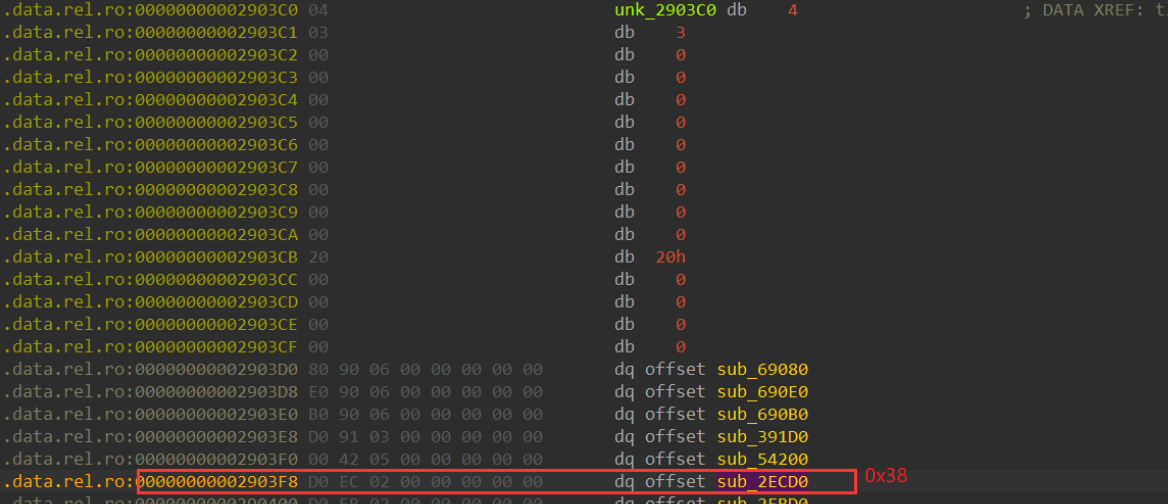 .data.rel.ro:00000000002903C0 04 unk_2903C0 db 4 ; DATA XREF: t
.data.rel.ro:00000000002903C1 03 db 3
.data.rel.ro:00000000002903C2 00 db 0
.data.rel.ro:00000000002903C3 00 db 0
.data.rel.ro:00000000002903C4 00 db 0
.data.rel.ro:00000000002903C5 00 db 0
.data.rel.ro:00000000002903C6 00 db 0
.data.rel.ro:00000000002903C7 00 db 0
.data.rel.ro:00000000002903C8 00 db 0
.data.rel.ro:00000000002903C9 00 db 0
.data.rel.ro:00000000002903CA 00 db 0
.data.rel.ro:00000000002903CB 20 db 20h
.data.rel.ro:00000000002903CC 00 db 0
.data.rel.ro:00000000002903CD 00 db 0
.data.rel.ro:00000000002903CE 00 db 0
.data.rel.ro:00000000002903CF 00 db 0
.data.rel.ro:00000000002903D0 80 90 06 00 00 00 00 00 dq offset sub_69080
.data.rel.ro:00000000002903D8 E0 90 06 00 00 00 00 00 dq offset sub_690E0
.data.rel.ro:00000000002903E0 B0 90 06 00 00 00 00 00 dq offset sub_690B0
.data.rel.ro:00000000002903E8 D0 91 03 00 00 00 00 00 dq offset sub_391D0
.data.rel.ro:00000000002903F0 00 42 05 00 00 00 00 00 dq offset sub_54200
.data.rel.ro:00000000002903F8 D0 EC 02 00 00 00 00 00 dq offset sub_2ECD0 0x38